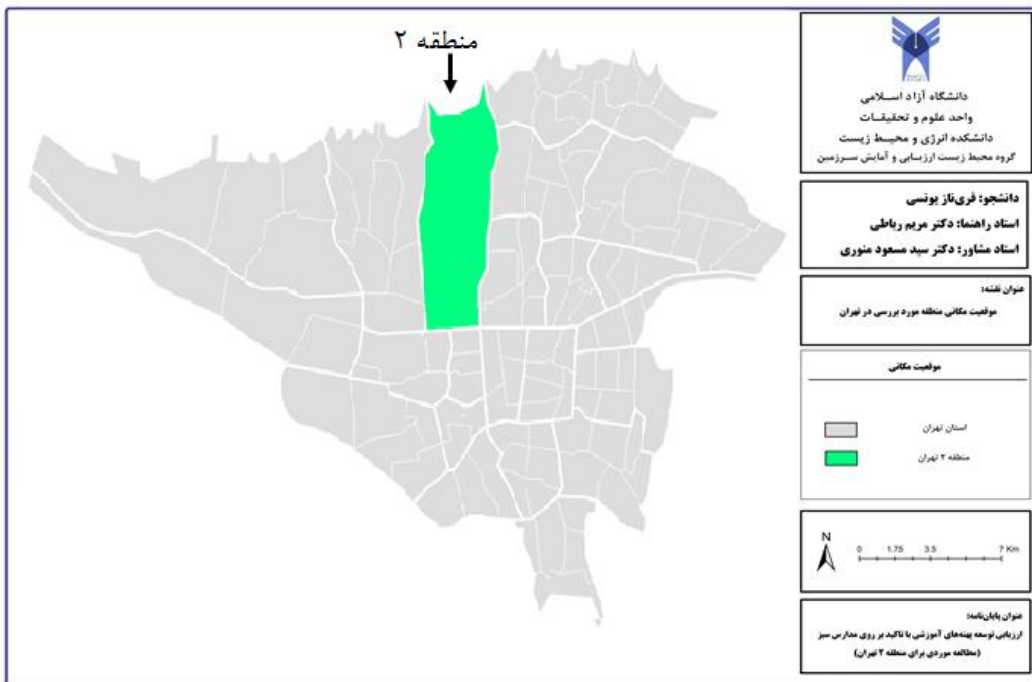 منطقه ۲
دانشگاه آزاد اسلامی
واحد علوم و تحقیقات
دانشکده انرژی و محیط زیست
گروه محیط زیست ارزیابی و آمایش سرزمین
دانشجو: فری‌ناز یونسی
استاد راهنما: دکتر مریم رباطی
استاد مشاور: دکتر سید مسعود منوری
عنوان نقشه:
موقعیت مکانی منطقه مورد بررسی در تهران
موقعیت مکانی
استان تهران
منطقه ۲ تهران
N
0 1.75 3.5 7 Km
عنوان پایان‌نامه:
ارزیابی توسعه پهنه‌های آموزشی با تاکید بر روی مدارس سبز
(مطالعه موردی برای منطقه ۲ تهران)